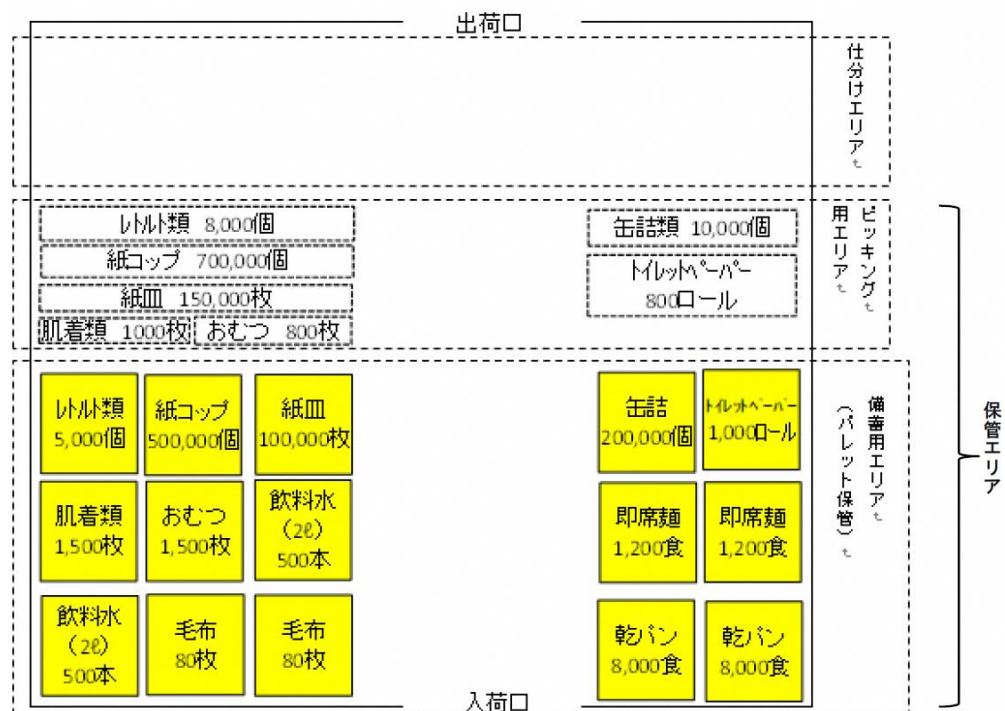 出荷口
仕分けエリア
ピッキング
用エリア
レトルト類 8,000個
紙コップ 700,000個
紙皿 150,000枚
肌着類 1000枚
おむつ 800枚
缶詰類 10,000個
トイレットペーパー
800ロール
レトルト類
5,000個
紙コップ
500,000個
紙皿
100,000枚
缶詰
200,000個
トイレットペーパー
1,000ロール
備蓄用エリア
（パレット保管）
保管エリア
肌着類
1,500枚
おむつ
1,500枚
飲料水
（2ℓ）
500本
即席麺
1,200食
即席麺
1,200食
飲料水
（2ℓ）
500本
毛布
80枚
毛布
80枚
乾パン
8,000食
乾パン
8,000食
入荷口